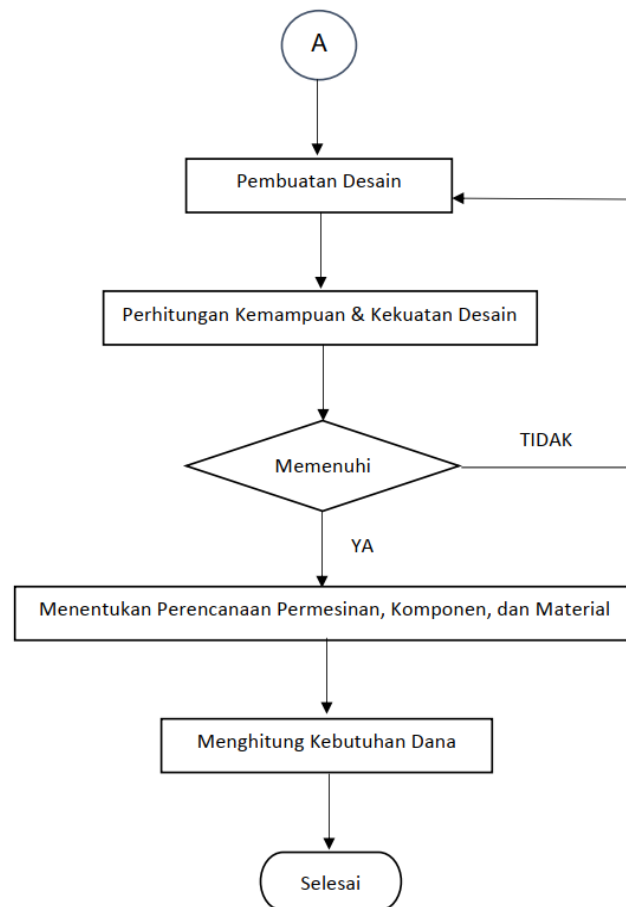 A
Pembuatan Desain
Perhitungan Kemampuan & Kekuatan Desain
Memenuhi
TIDAK
YA
Menentukan Perencanaan Permesinan, Komponen, dan Material
Menghitung Kebutuhan Dana
Selesai